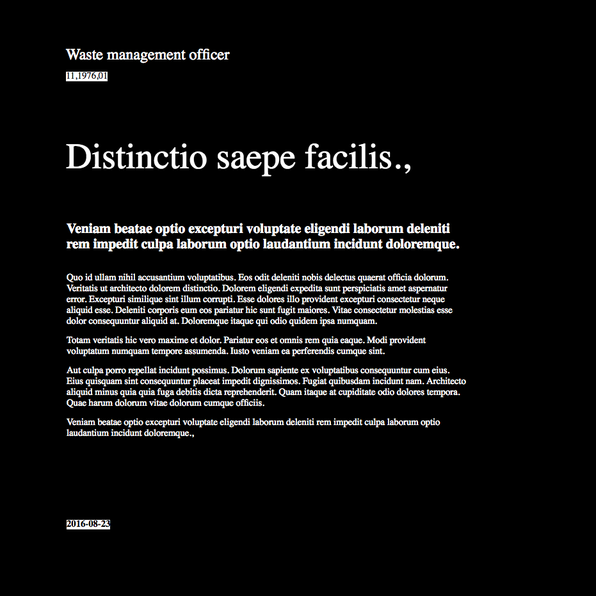 Waste management officer
11,1976,01
Distinctio saepe facilis.,
Veniam beatae optio excepturi voluptate eligendi laborum deleniti
rem impedit culpa laborum optio laudantium incidunt doloremque.
Quo id ullam nihil accusantium voluptatibus. Eos odit deleniti nobis delectus quaerat officia dolorum.
Veritatis ut architecto dolorem distinctio. Dolorem eligendi expedita sunt perspiciatis amet aspernatur
error. Excepturi similique sint illum corrupti. Esse dolores illo provident excepturi consectetur neque
aliquid esse. Deleniti corporis eum eos pariatur hic sunt fugit maiores. Vitae consectetur molestias esse
dolor consequuntur aliquid at. Doloremque itaque qui odio quidem ipsa numquam.
Totam veritatis hic vero maxime et dolor. Pariatur eos et omnis rem quia eaque. Modi provident
voluptatum numquam tempore assumenda. Iusto veniam ea perferendis cumque sint.
Aut culpa porro repellat incidunt possimus. Dolorum sapiente ex voluptatibus consequuntur cum eius.
Eius quisquam sint consequuntur placeat impedit dignissimos. Fugiat quibusdam incidunt nam. Architecto
aliquid minus quia quia fuga debitis dicta reprehenderit. Quam itaque at cupiditate odio dolores tempora.
Quae harum dolorum vitae dolorum cumque officiis.
Veniam beatae optio excepturi voluptate eligendi laborum deleniti rem impedit culpa laborum optio
laudantium incidunt doloremque.,
2016-08-23